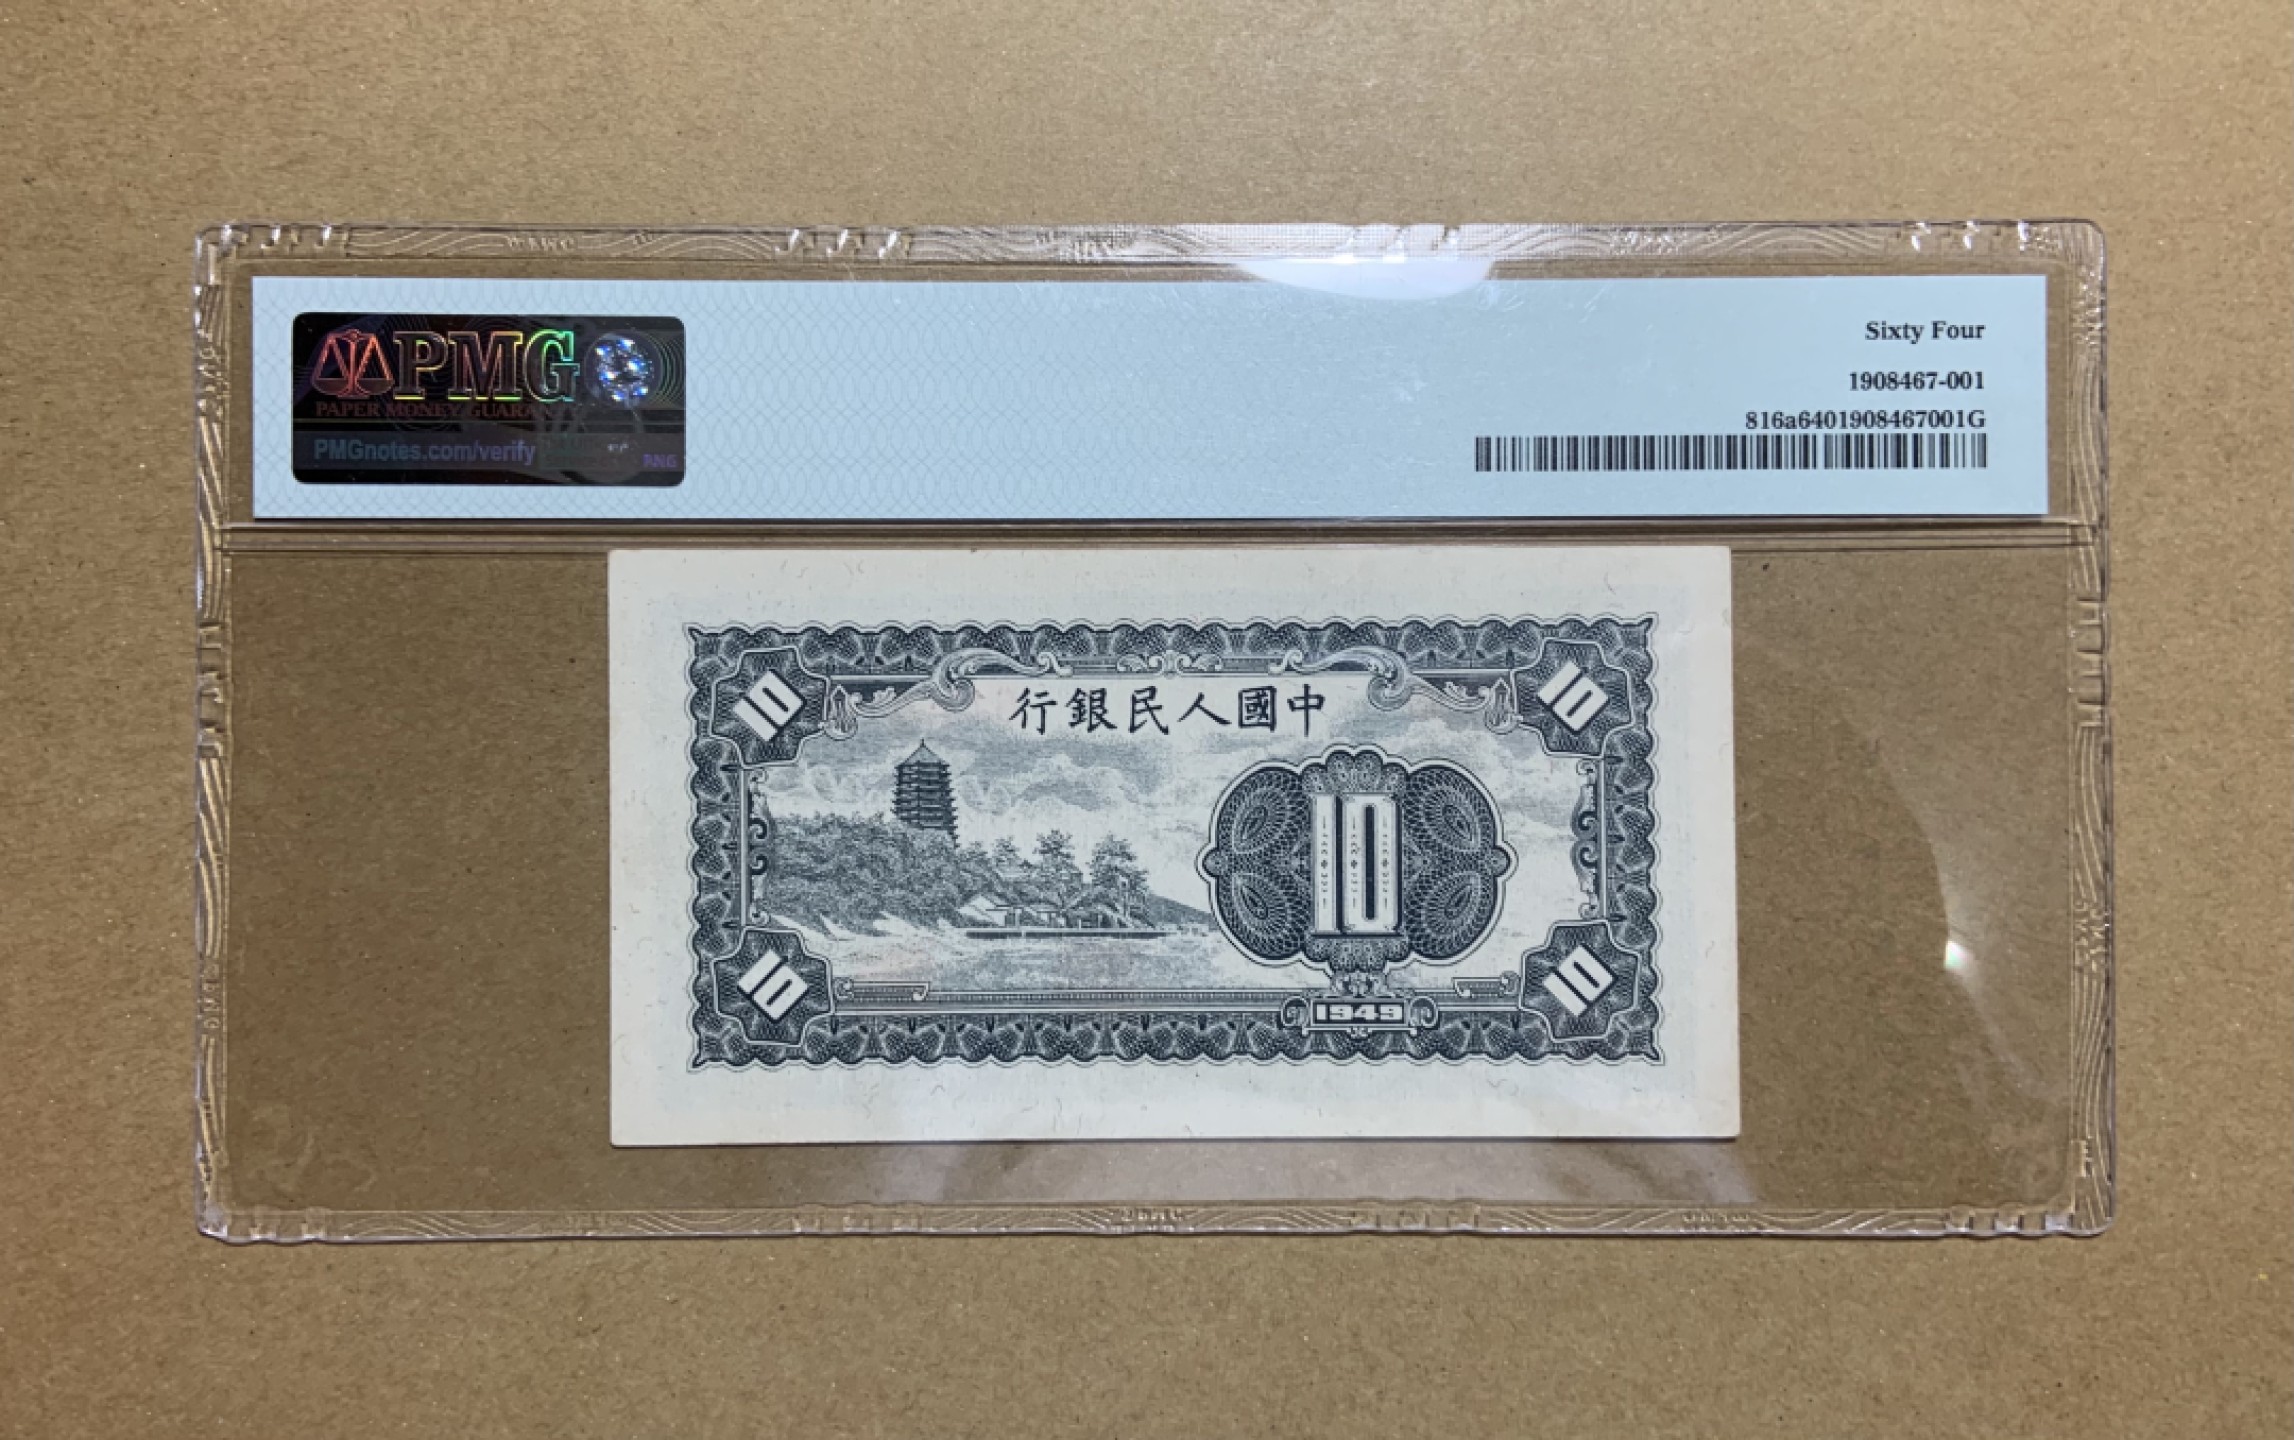 PMG
PAPER MONEY GUARANTY
PMGnotes.com/verify
Sixty Four
1908467-001
816a6401908467001G
行銀民人國中
10
10
10
10
10
1949